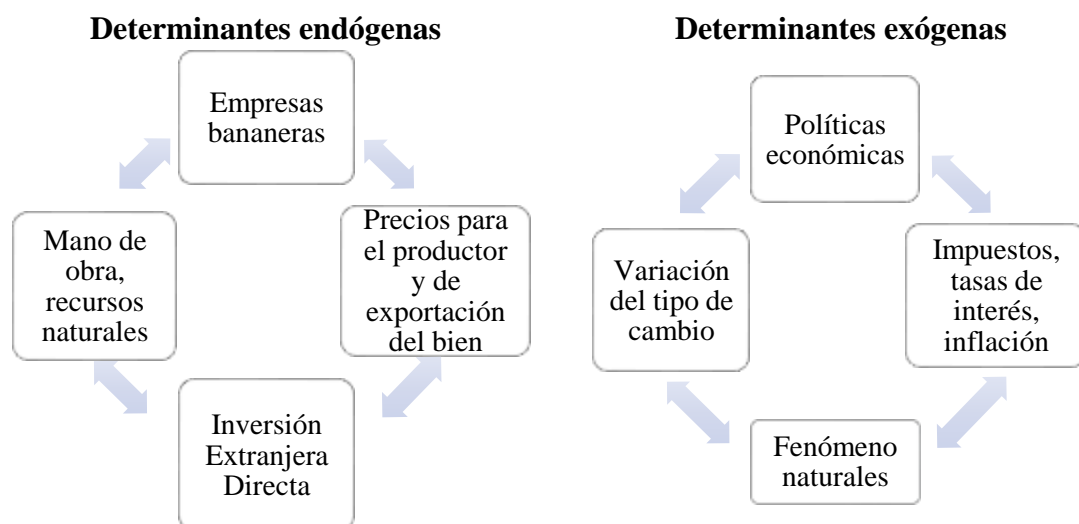 Determinantes endógenas
Empresas
bananeras
Mano de
obra,
recursos
naturales
Precios para
el productor
y de
exportación
del bien
Inversión
Extranjera
Directa
Determinantes exógenas
Políticas
económicas
Variación
del tipo de
cambio
Impuestos,
tasas de
interés,
inflación
Fenómeno
naturales